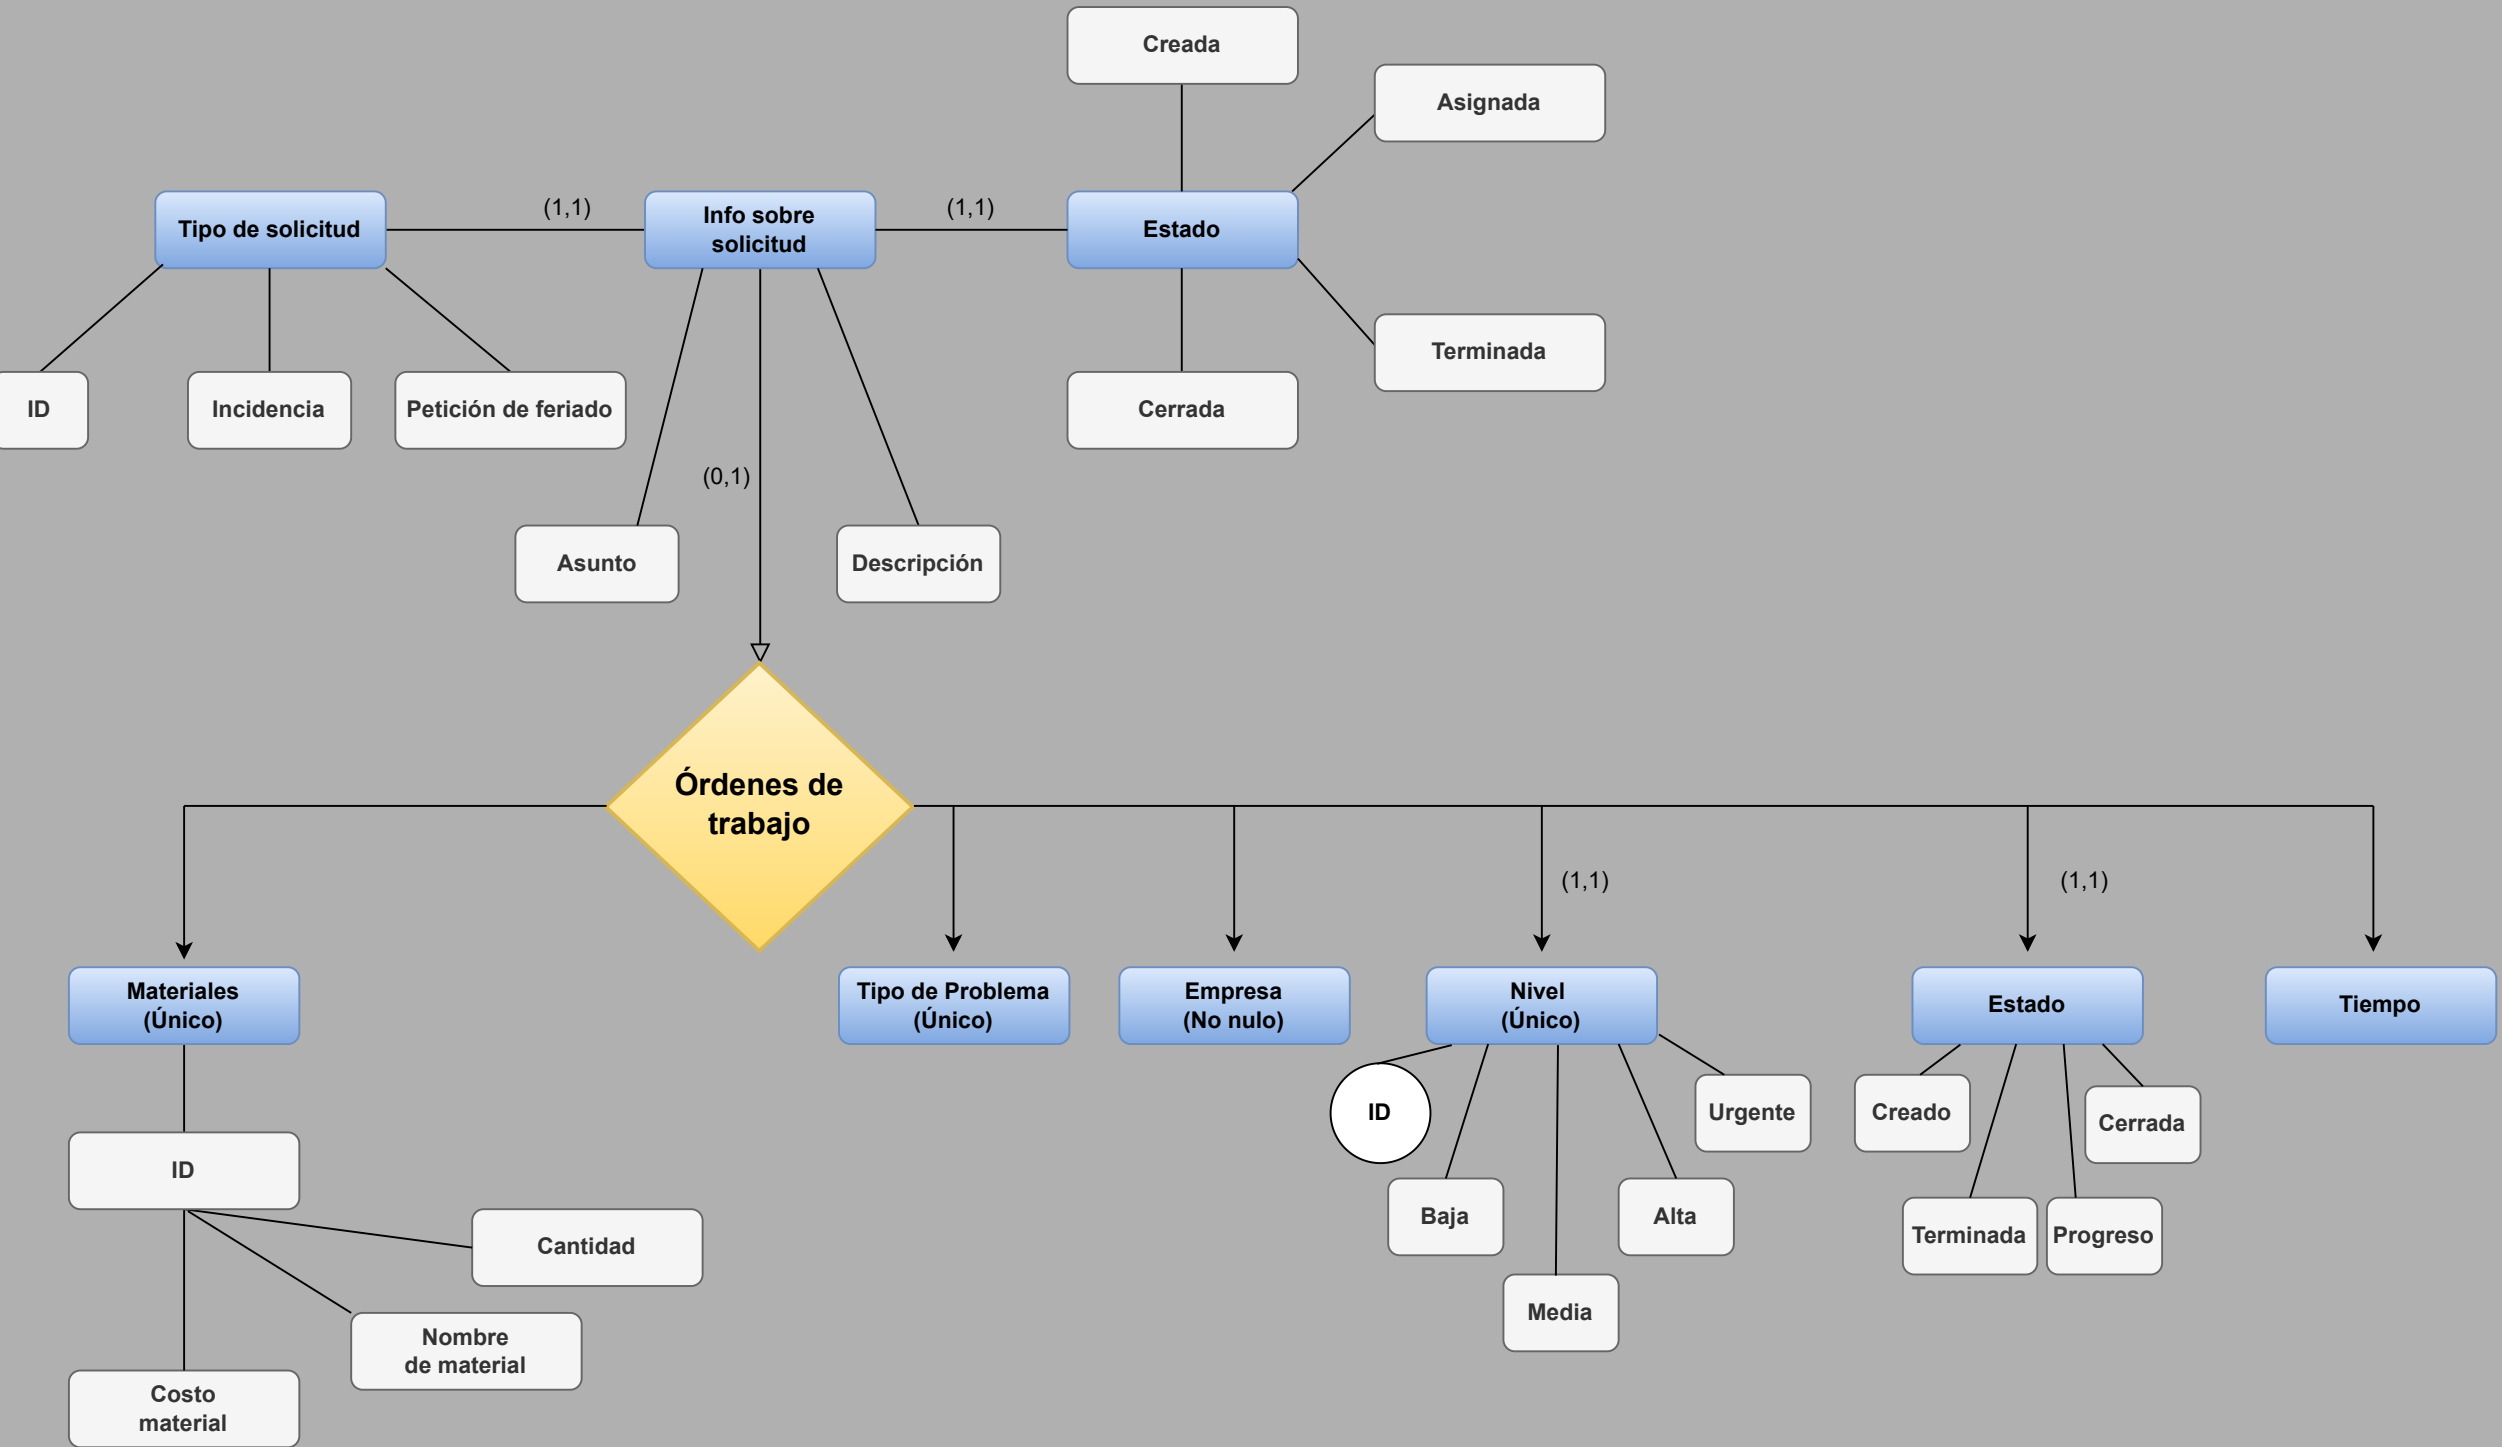 Creada
Asignada
Tipo de solicitud
(1,1)
Info sobre
solicitud
(1,1)
Estado
Terminada
ID
Incidencia
Petición de feriado
Cerrada
(0,1)
Asunto
Descripción
Órdenes de
trabajo
(1,1)
(1,1)
Materiales
(Único)
Tipo de Problema
(Único)
Empresa
(No nulo)
Nivel
(Único)
Estado
Tiempo
ID
Urgente
Creado
Cerrada
ID
Baja
Alta
Terminada
Progreso
Cantidad
Media
Nombre
de material
Costo
material